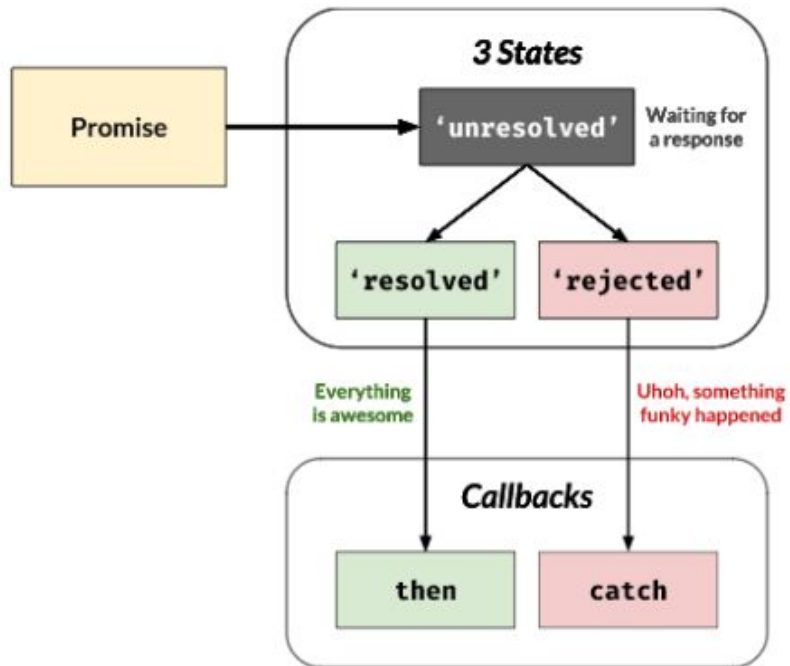 3 States
Promise
‘unresolved’
Waiting for
a response
‘resolved’
‘rejected’
Everything
is awesome
Uhoh, something
funky happened
Callbacks
then
catch